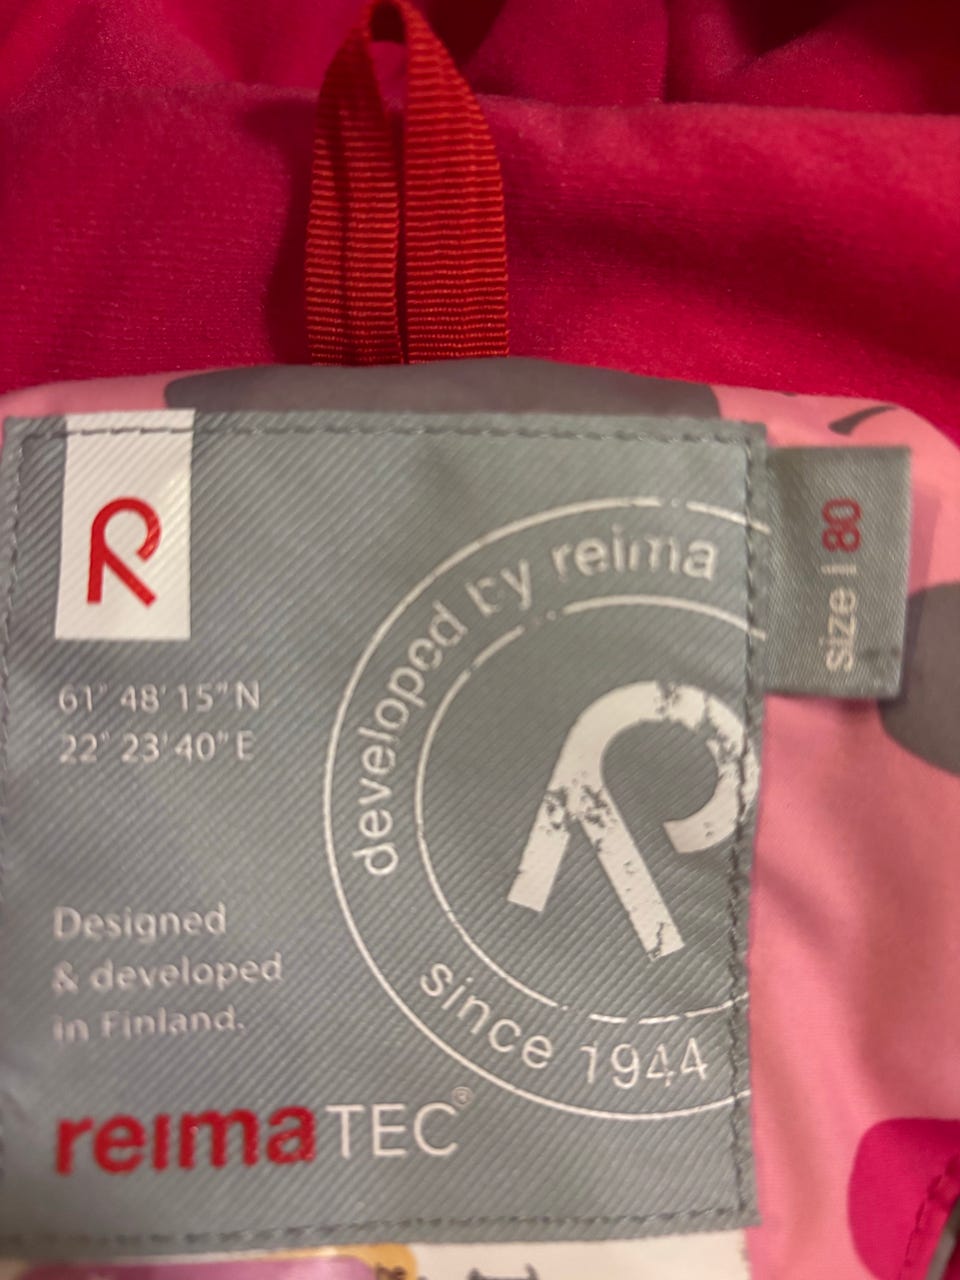 61° 48' 15" N
22° 23' 40" E
developed by reima
since 1944
Designed
& developed
in Finland.
reimaTEC®
size | 80